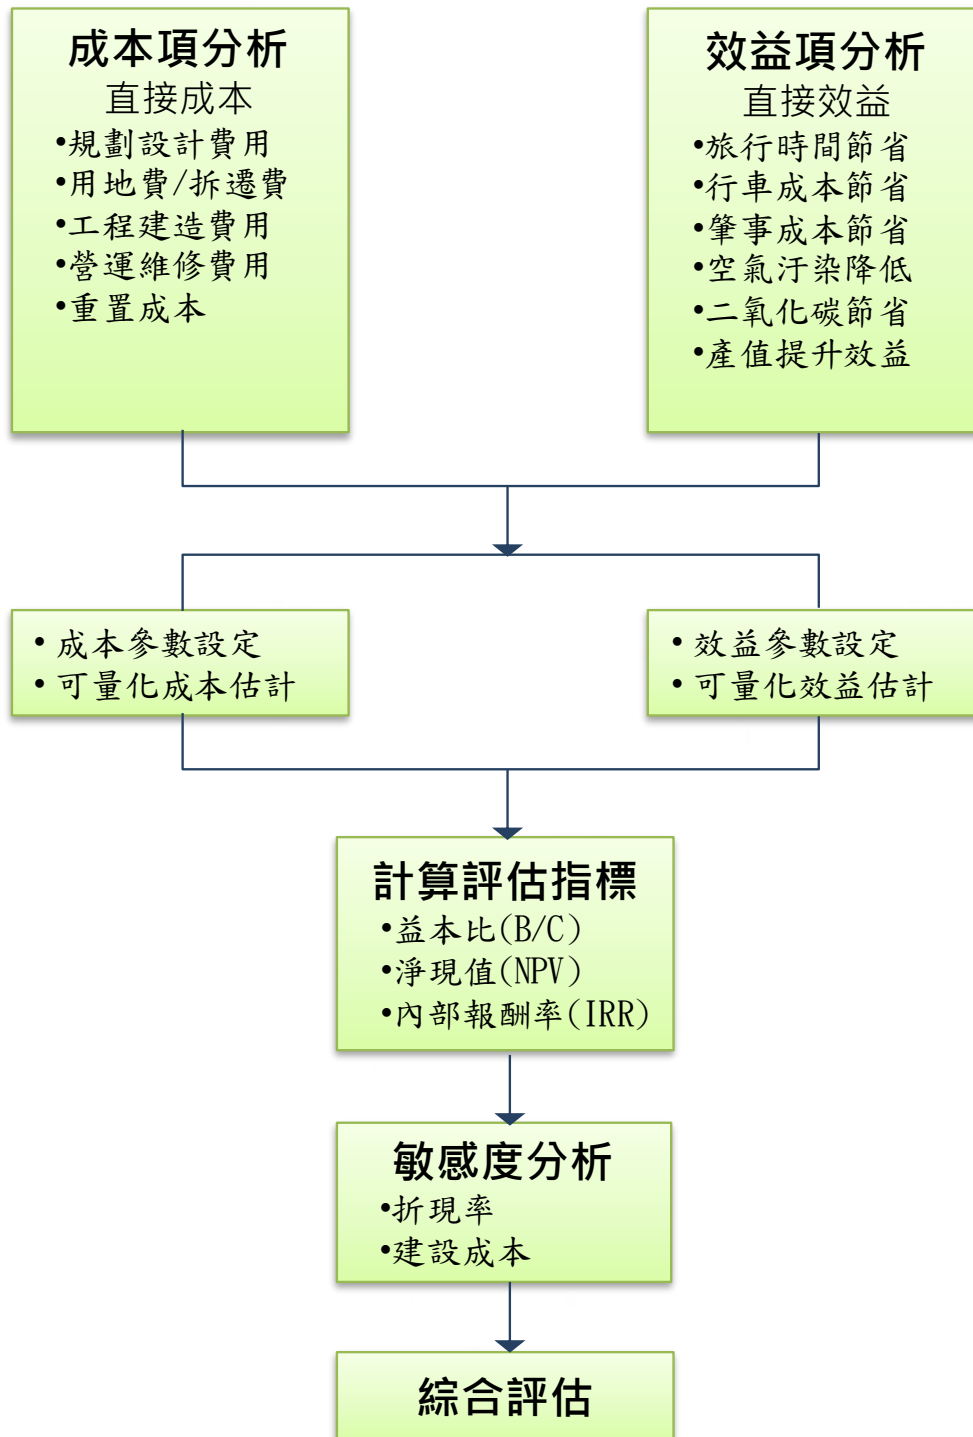 成本項分析
直接成本
•規劃設計費用
•用地費/拆遷費
•工程建造費用
•營運維修費用
•重置成本
效益項分析
直接效益
•旅行時間節省
•行車成本節省
•肇事成本節省
•空氣汙染降低
•二氧化碳節省
•產值提升效益
• 成本參數設定
• 可量化成本估計
• 效益參數設定
• 可量化效益估計
計算評估指標
•益本比(B/C)
•淨現值(NPV)
•內部報酬率(IRR)
敏感度分析
•折現率
•建設成本
綜合評估